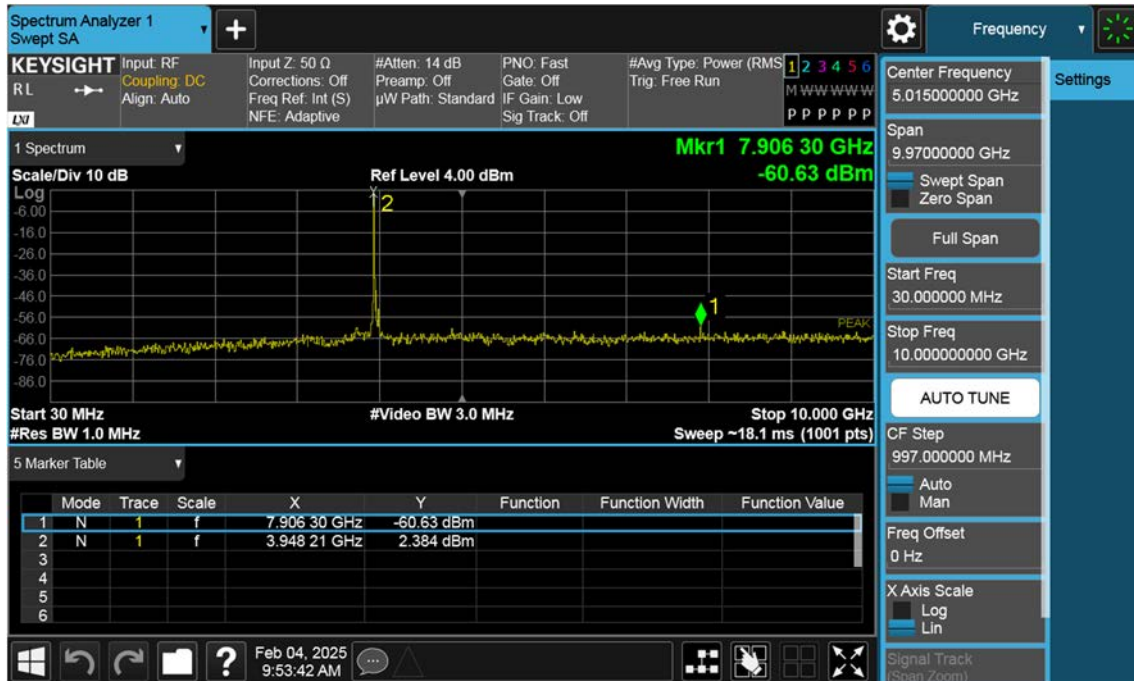 Spectrum Analyzer 1
Swept SA
Frequency
KEYSIGHT
RL
LXI
Input: RF
Coupling: DC
Align: Auto
Input Z: 50 Ω
Corrections: Off
Freq Ref: Int (S)
NFE: Adaptive
#Atten: 14 dB
Preamp: Off
µW Path: Standard
PNO: Fast
Gate: Off
IF Gain: Low
Sig Track: Off
#Avg Type: Power (RMS
Trig: Free Run
1 2 3 4 5 6
M W W W W W
P P P P P P
1 Spectrum
Scale/Div 10 dB
Ref Level 4.00 dBm
Mkr1 7.906 30 GHz
-60.63 dBm
Log
-6.00
-16.0
-26.0
-36.0
-46.0
-56.0
-66.0
-76.0
-86.0
2
1
PEAK
Start 30 MHz
#Video BW 3.0 MHz
Stop 10.000 GHz
#Res BW 1.0 MHz
Sweep ~18.1 ms (1001 pts)
5 Marker Table
Mode Trace Scale X Y Function Function Width Function Value
1 N 1 f 7.906 30 GHz -60.63 dBm
2 N 1 f 3.948 21 GHz 2.384 dBm
3
4
5
6
?
Feb 04, 2025
9:53:42 AM
Center Frequency
5.015000000 GHz
Span
9.97000000 GHz
Swept Span
Zero Span
Full Span
Start Freq
30.000000 MHz
Stop Freq
10.000000000 GHz
AUTO TUNE
CF Step
997.000000 MHz
Auto
Man
Freq Offset
0 Hz
X Axis Scale
Log
Lin
Signal Track
(Span Zoom)
Settings